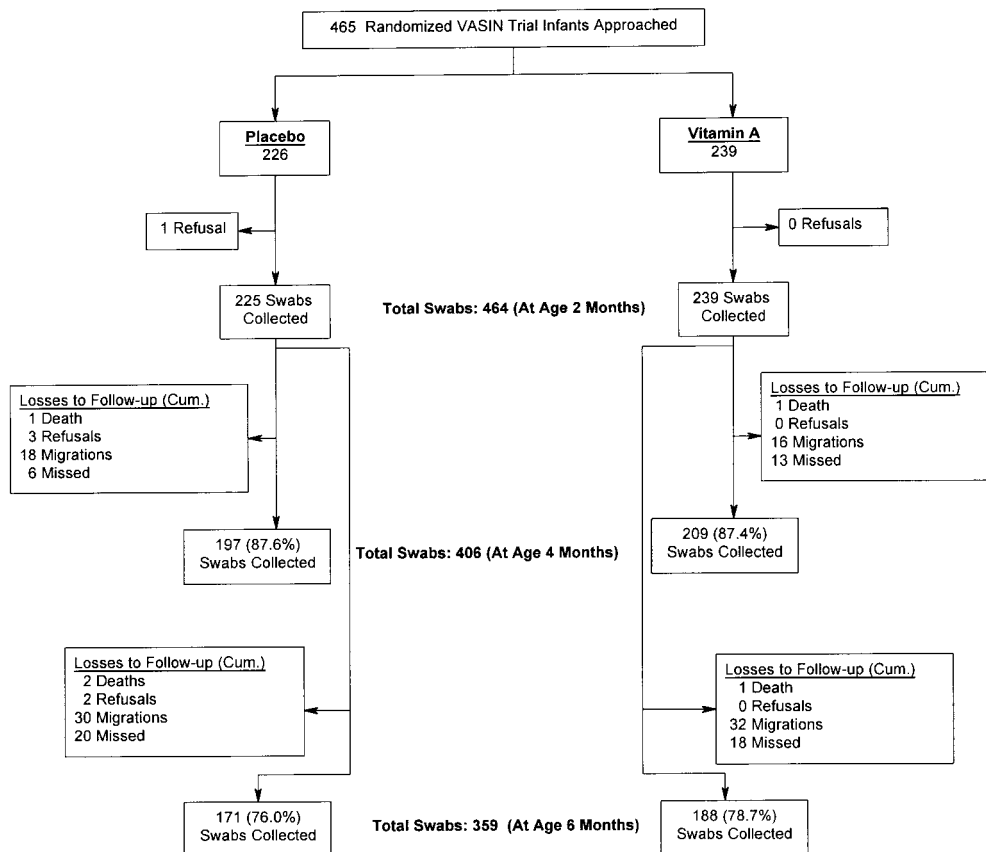 465 Randomized VASIN Trial Infants Approached
Placebo
226
Vitamin A
239
1 Refusal
0 Refusals
225 Swabs
Collected
Total Swabs: 464 (At Age 2 Months)
239 Swabs
Collected
Losses to Follow-up (Cum.)
1 Death
3 Refusals
18 Migrations
6 Missed
Losses to Follow-up (Cum.)
1 Death
0 Refusals
16 Migrations
13 Missed
197 (87.6%)
Swabs Collected
Total Swabs: 406 (At Age 4 Months)
209 (87.4%)
Swabs Collected
Losses to Follow-up (Cum.)
2 Deaths
2 Refusals
30 Migrations
20 Missed
Losses to Follow-up (Cum.)
1 Death
0 Refusals
32 Migrations
18 Missed
171 (76.0%)
Swabs Collected
Total Swabs: 359 (At Age 6 Months)
188 (78.7%)
Swabs Collected